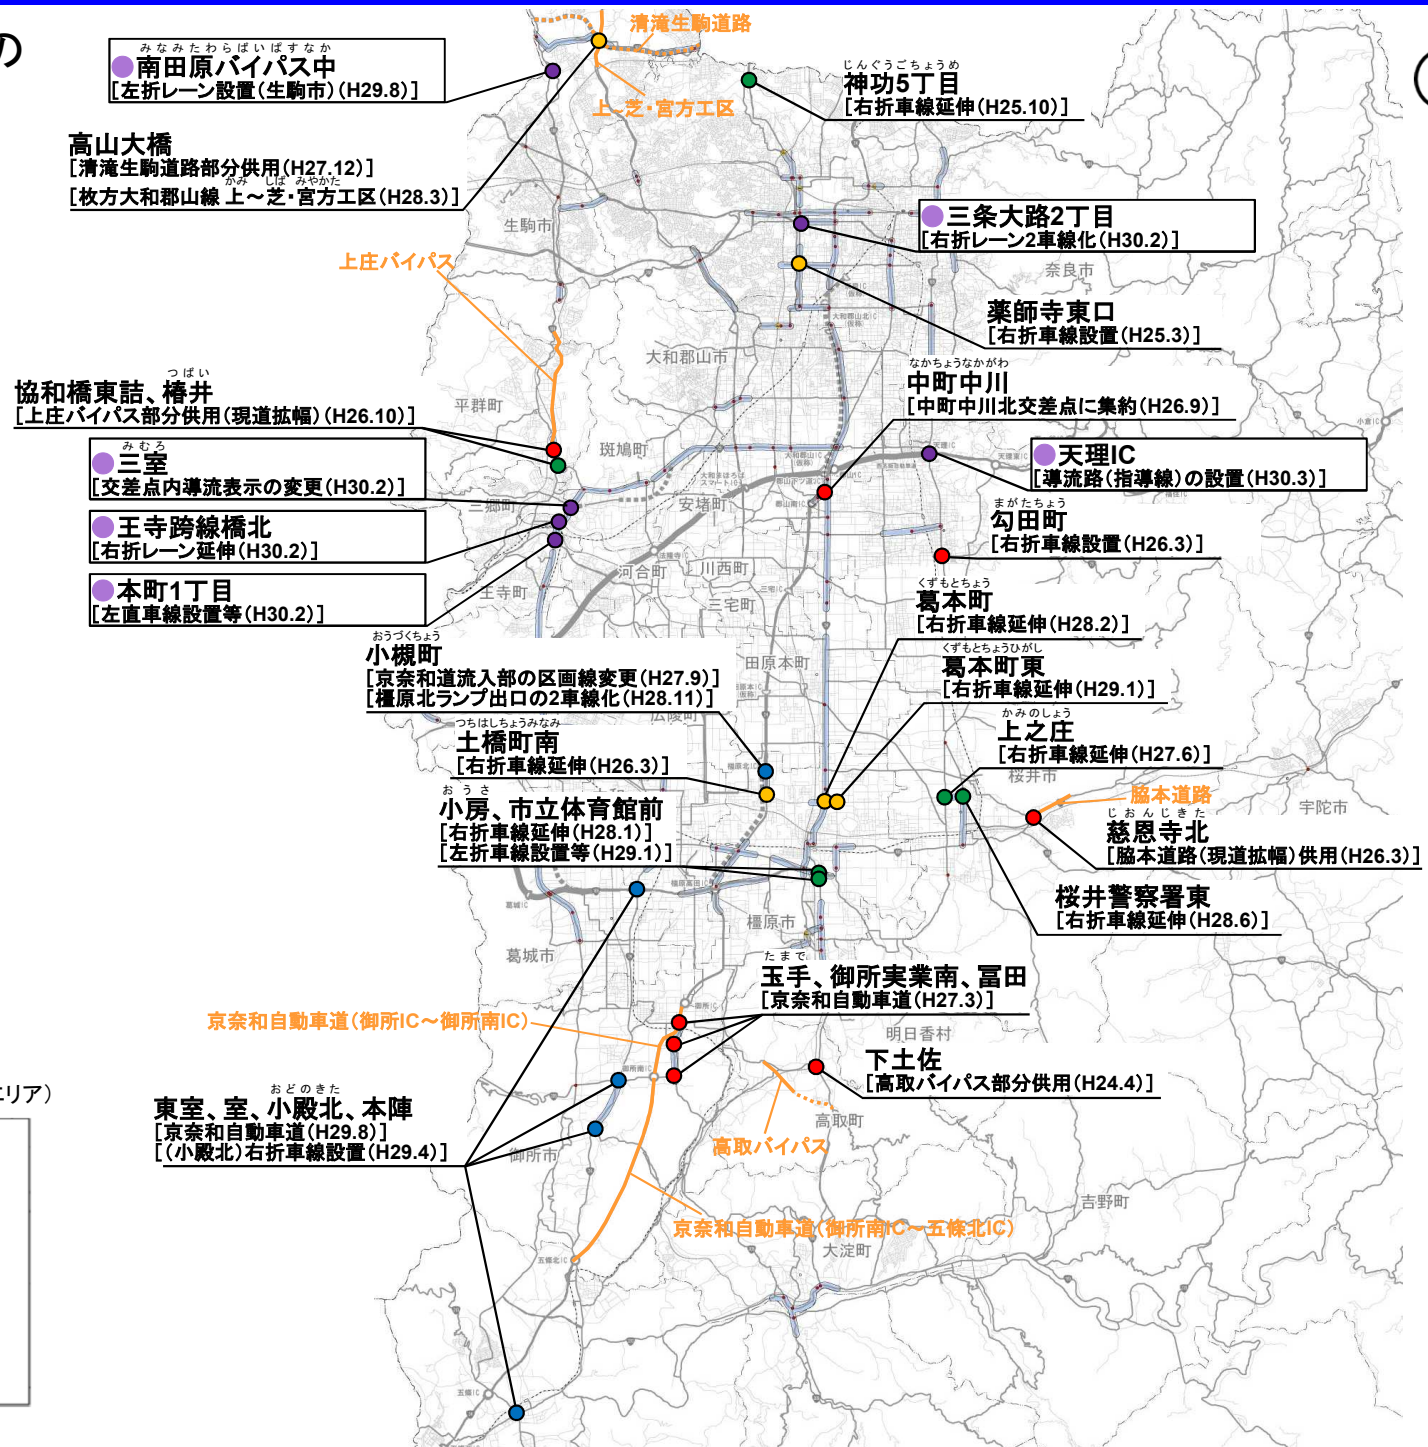 の
清滝生駒道路
みなみたわらばいぱすなか
南田原バイパス中
[左折レーン設置(生駒市)(H29.8)]
じんぐうごちょうめ
神功5丁目
[右折車線延伸(H25.10)]
上~芝・宮方工区
高山大橋
[清滝生駒道路部分供用(H27.12)]
かみ しば みやかた
[枚方大和郡山線 上~芝・宮方工区(H28.3)]
生駒市
三条大路2丁目
[右折レーン2車線化(H30.2)]
上庄バイパス
奈良市
薬師寺東口
[右折車線設置(H25.3)]
大和郡山市
なかちょうなかがわ
中町中川
[中町中川北交差点に集約(H26.9)]
つばい
協和橋東詰、椿井
[上庄バイパス部分供用(現道拡幅)(H26.10)]
平群町
斑鳩町
みむろ
三室
[交差点内導流表示の変更(H30.2)]
天理IC
[導流路(指導線)の設置(H30.3)]
三郷町
安堵町
まがたちょう
勾田町
[右折車線設置(H26.3)]
王寺跨線橋北
[右折レーン延伸(H30.2)]
河合町
川西町
本町1丁目
[左直車線設置等(H30.2)]
王寺町
三宅町
くずもとちょう
葛本町
[右折車線延伸(H28.2)]
おうづくちょう
小槻町
[京奈和道流入部の区画線変更(H27.9)]
[橿原北ランプ出口の2車線化(H28.11)]
田原本町
くずもとちょうひがし
葛本町東
[右折車線延伸(H29.1)]
広陵町
かみのしょう
上之庄
[右折車線延伸(H27.6)]
つちはしちょうみなみ
土橋町南
[右折車線延伸(H26.3)]
桜井市
脇本道路
宇陀市
おうさ
小房、市立体育館前
[右折車線延伸(H28.1)]
[左折車線設置等(H29.1)]
じおんじきた
慈恩寺北
[脇本道路(現道拡幅)供用(H26.3)]
桜井警察署東
[右折車線延伸(H28.6)]
橿原市
葛城市
たまで
玉手、御所実業南、冨田
[京奈和自動車道(H27.3)]
京奈和自動車道(御所IC~御所南IC)
明日香村
下土佐
[高取バイパス部分供用(H24.4)]
エリア)
おどのきた
東室、室、小殿北、本陣
[京奈和自動車道(H29.8)]
[(小殿北)右折車線設置(H29.4)]
高取町
高取バイパス
御所市
吉野町
京奈和自動車道(御所南IC~五條北IC)
大淀町
五條北IC
五條IC